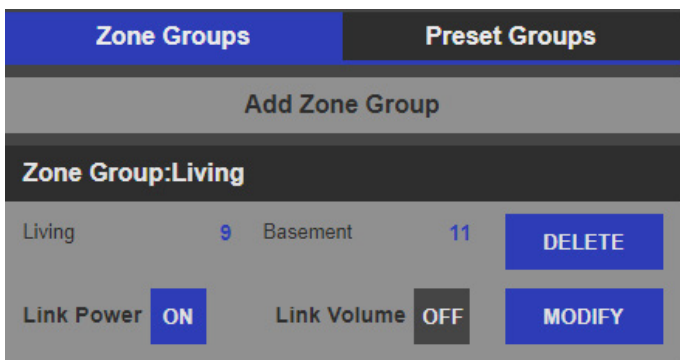 Zone Groups Preset Groups
Add Zone Group
Zone Group:Living
Living 9 Basement 11 DELETE
Link Power ON Link Volume OFF MODIFY